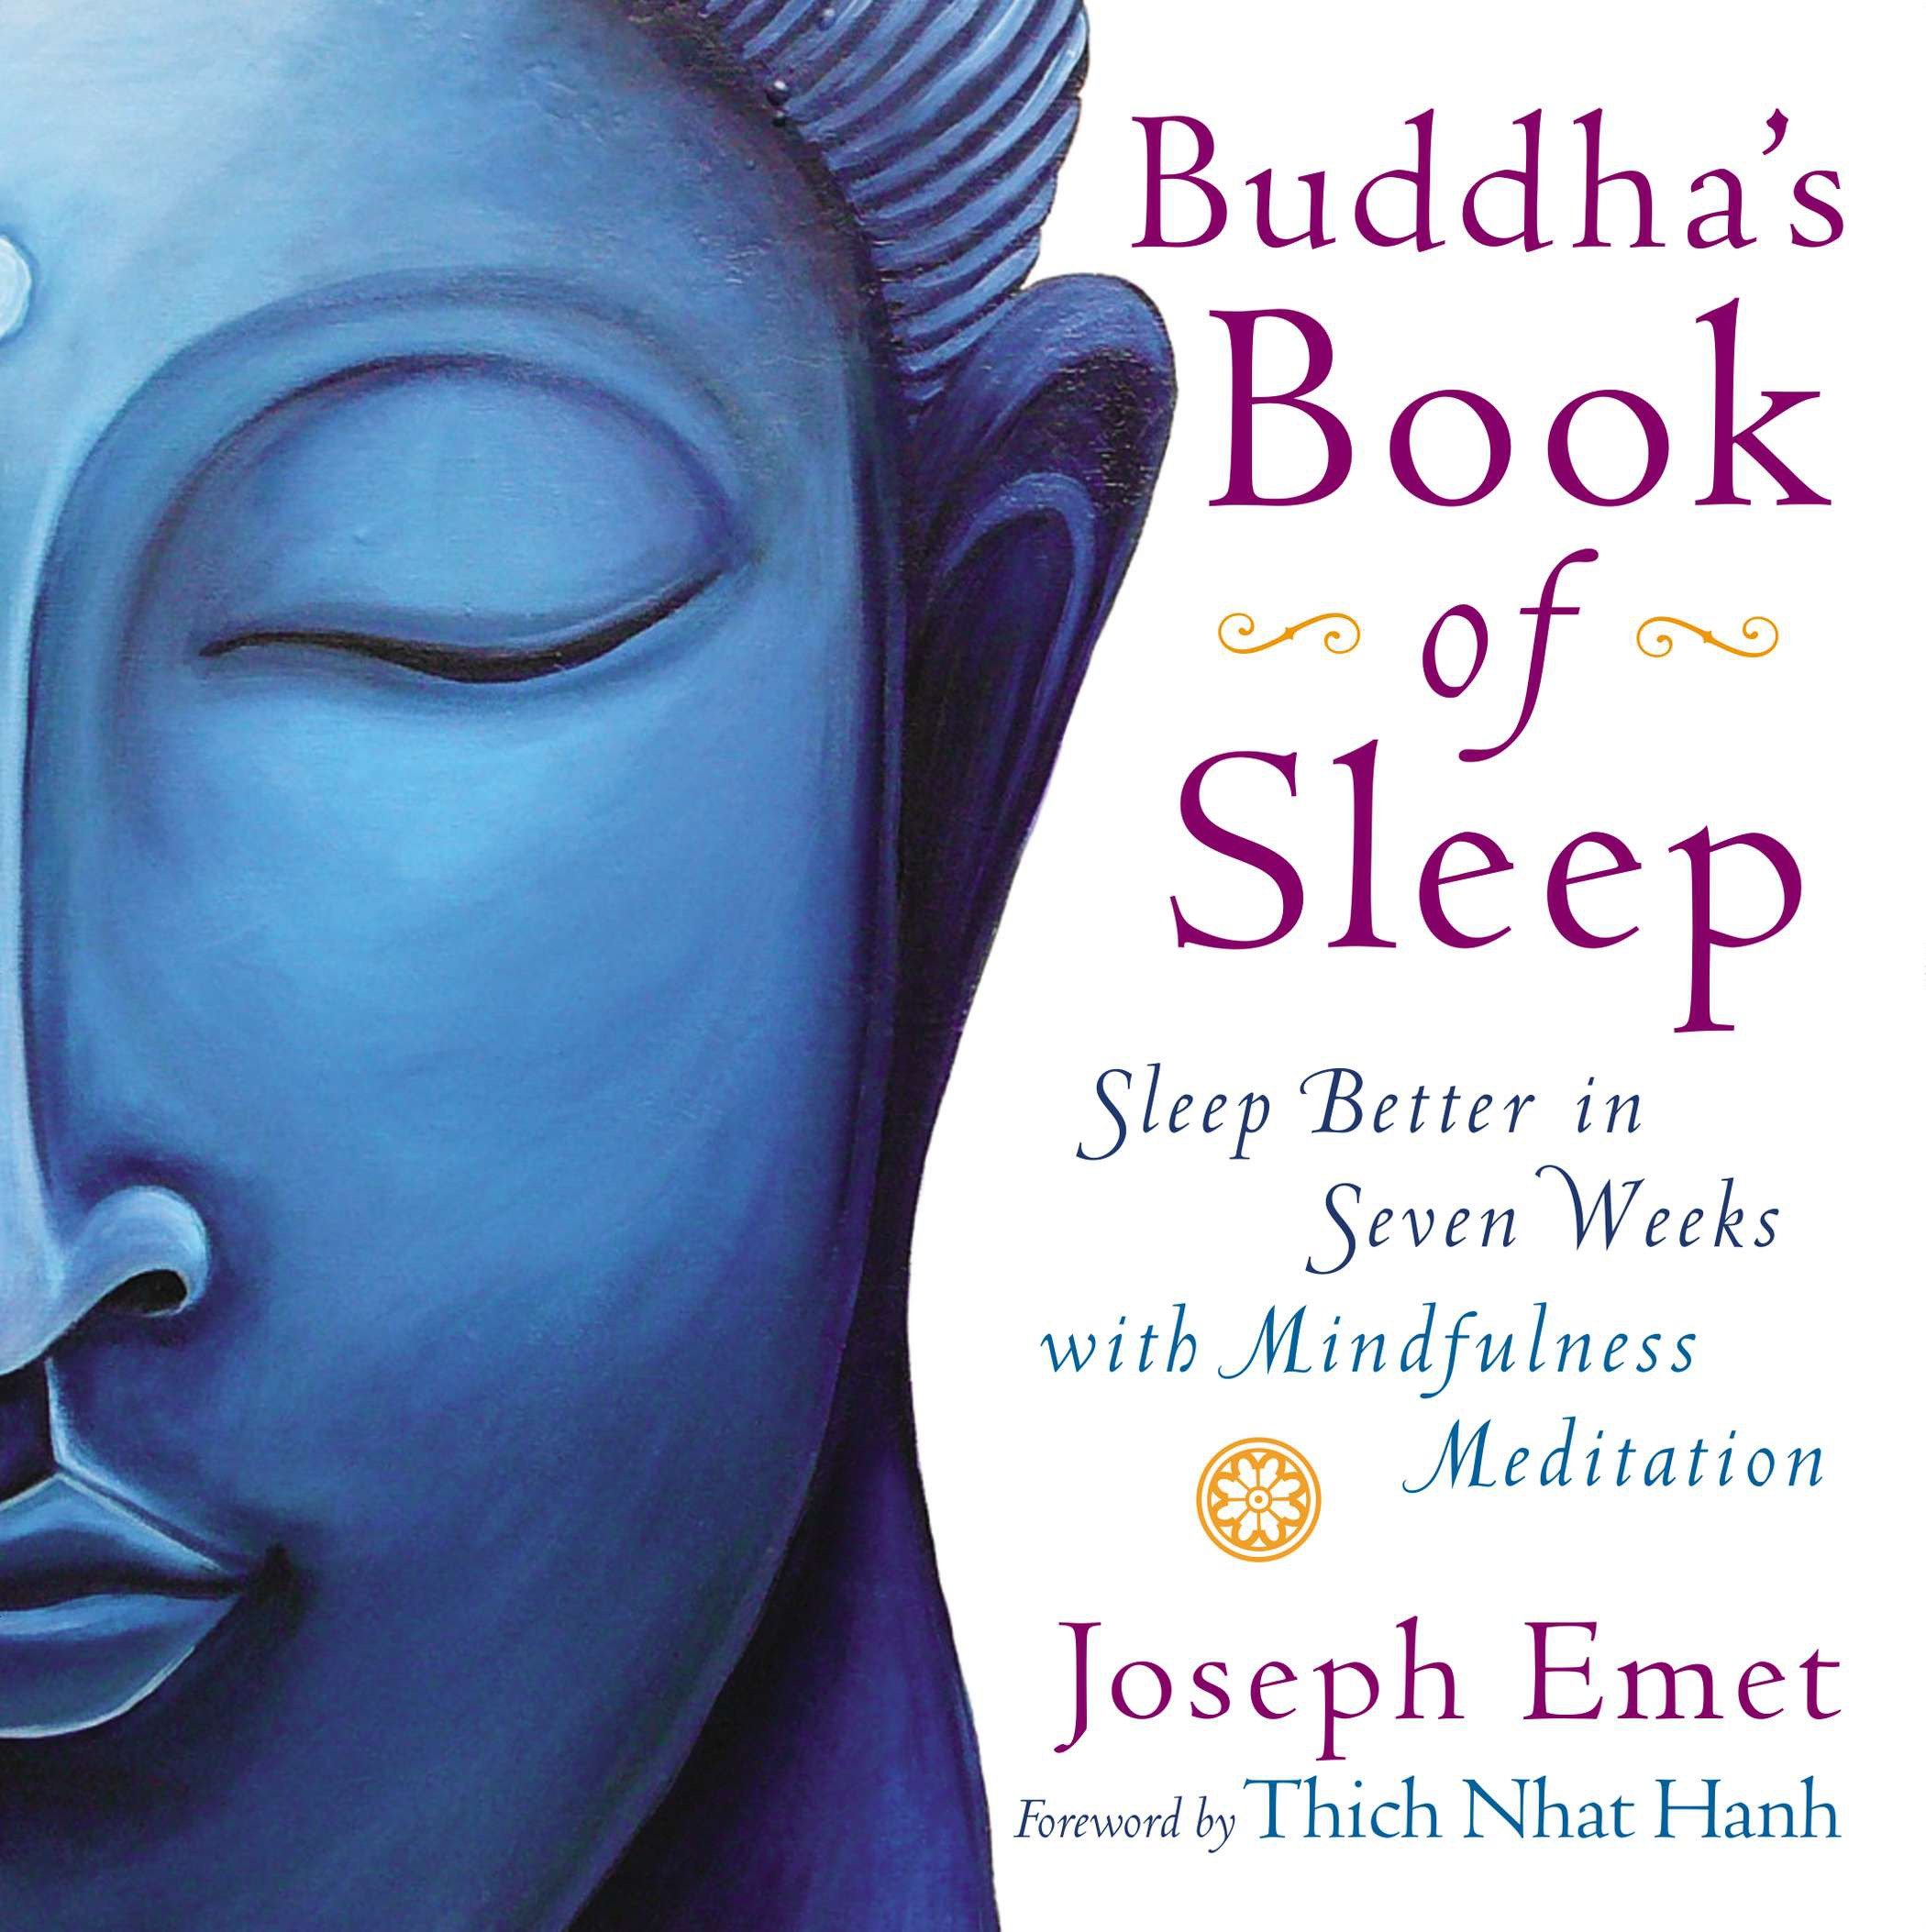 Buddha's
Book
of
Sleep
Sleep Better in
Seven Weeks
with Mindfulness
Meditation
Joseph Emet
Foreword by Thich Nhat Hanh